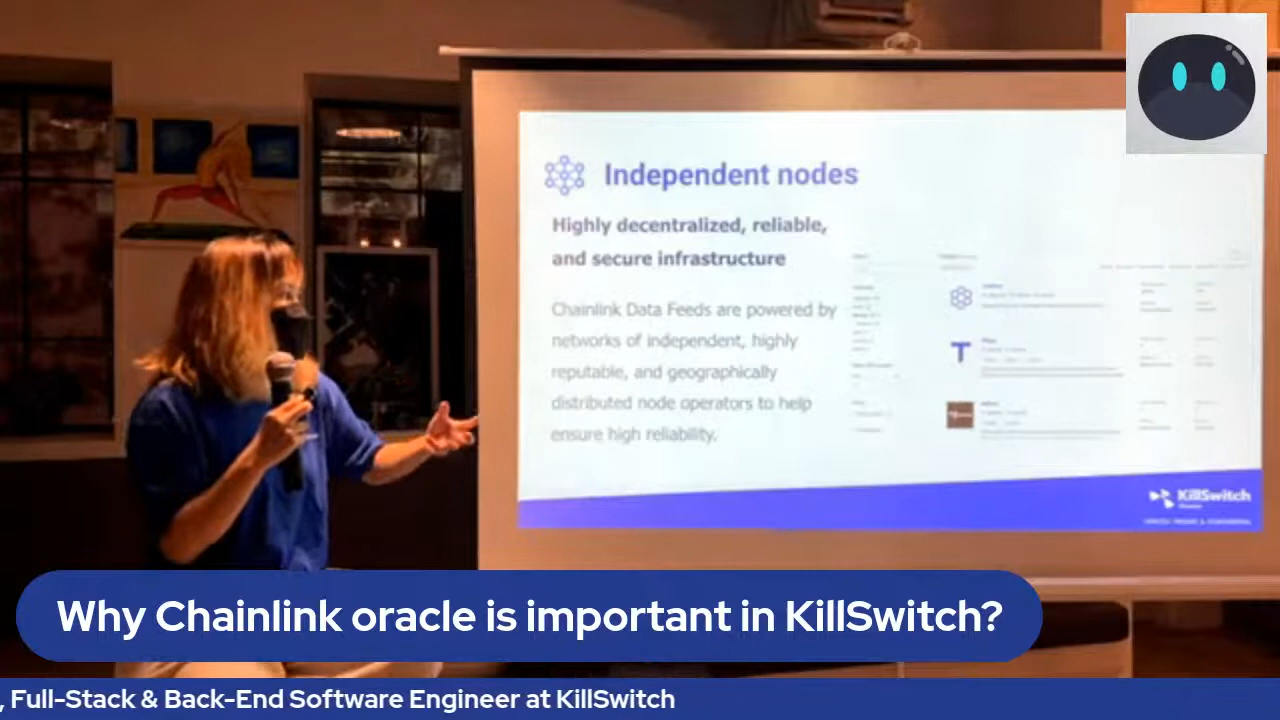 Independent nodes
Highly decentralized, reliable,
and secure infrastructure
Chainlink Data Feeds are powered by
networks of independent, highly
reputable, and geographically
distributed node operators to help
ensure high reliability.
T
KillSwitch
Why Chainlink oracle is important in KillSwitch?
, Full-Stack & Back-End Software Engineer at KillSwitch